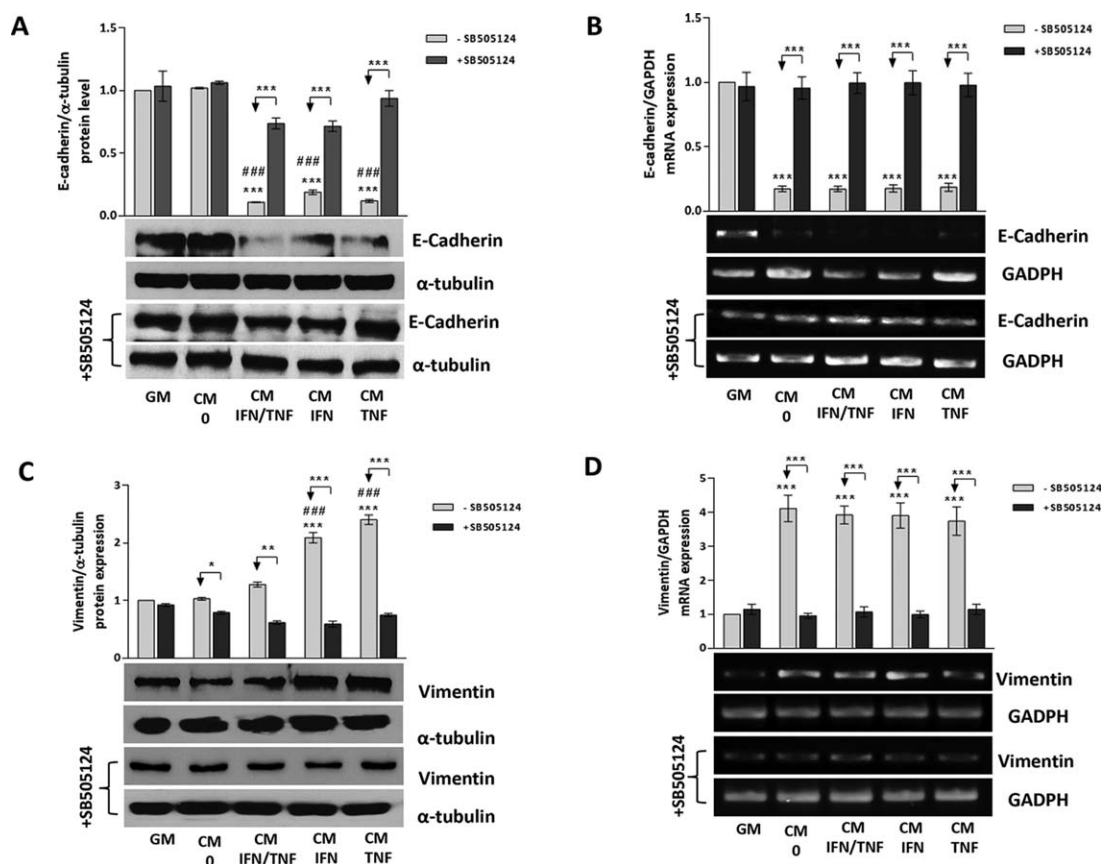 A
- SB505124
+SB505124
E-cadherin/α-tubulin
protein level
1.5
1.0
0.5
0.0
***
***
***
###
***
###
***
###
***
E-Cadherin
α-tubulin
+SB505124
E-Cadherin
α-tubulin
GM
CM
0
CM
IFN/TNF
CM
IFN
CM
TNF
B
- SB505124
+SB505124
E-cadherin/GAPDH
mRNA expression
1.5
1.0
0.5
0.0
*** *** *** ***
*** *** *** ***
E-Cadherin
GADPH
+SB505124
E-Cadherin
GADPH
GM
CM
0
CM
IFN/TNF
CM
IFN
CM
TNF
C
- SB505124
+SB505124
Vimentin/α-tubulin
protein expression
3
2
1
0
*
**
***
###
***
***
###
***
Vimentin
α-tubulin
+SB505124
Vimentin
α-tubulin
GM
CM
0
CM
IFN/TNF
CM
IFN
CM
TNF
D
- SB505124
+SB505124
Vimentin/GAPDH
mRNA expression
5
4
3
2
1
0
*** *** *** ***
*** *** *** ***
Vimentin
GADPH
+SB505124
Vimentin
GADPH
GM
CM
0
CM
IFN/TNF
CM
IFN
CM
TNF